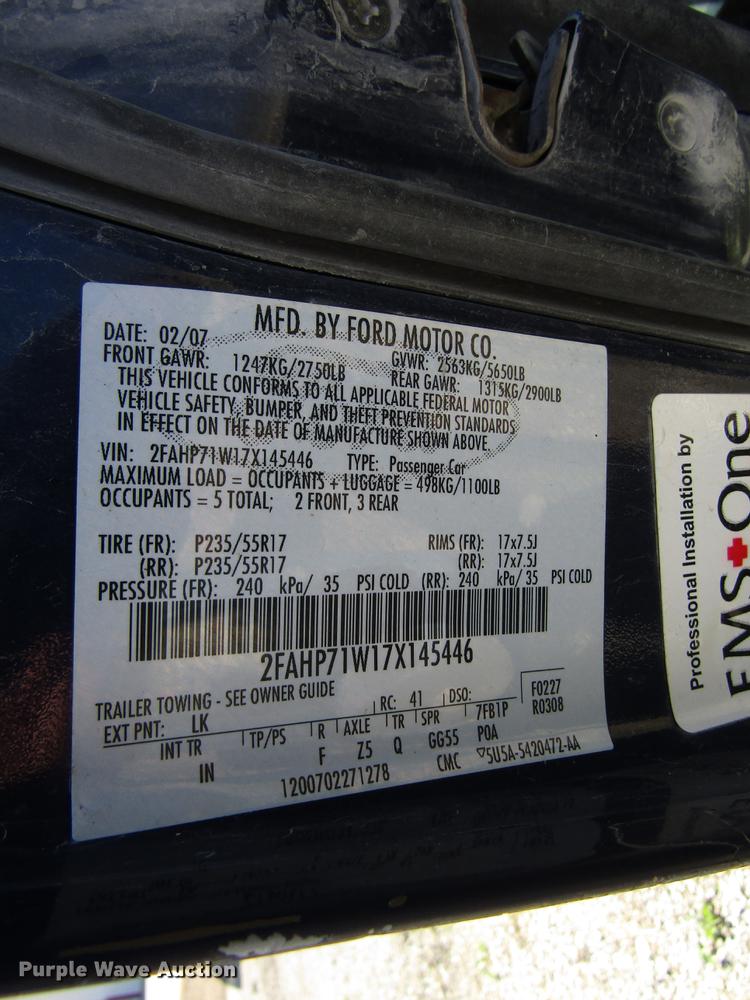 MFD. BY FORD MOTOR CO.
DATE: 02/07
GVWR: 2563KG/5650LB
FRONT GAWR: 1247KG/2750LB
REAR GAWR: 1315KG/2900LB
THIS VEHICLE CONFORMS TO ALL APPLICABLE FEDERAL MOTOR
VEHICLE SAFETY, BUMPER, AND THEFT PREVENTION STANDARDS
IN EFFECT ON THE DATE OF MANUFACTURE SHOWN ABOVE.
VIN: 2FAHP71W17X145446 TYPE: Passenger Car
MAXIMUM LOAD = OCCUPANTS + LUGGAGE = 498KG/1100LB
OCCUPANTS = 5 TOTAL; 2 FRONT, 3 REAR
TIRE (FR): P235/55R17 RIMS (FR): 17x7.5J
(RR): P235/55R17 (RR): 17x7.5J
PRESSURE (FR): 240 kPa/ 35 PSI COLD (RR): 240 kPa/ 35 PSI COLD
2FAHP71W17X145446
TRAILER TOWING - SEE OWNER GUIDE
EXT PNT: LK RC: 41 DSO: F0227
INT TR TP/PS R AXLE TR SPR 7FB1P R0308
IN F Z5 Q GG55 POA
1200702271278 CMC ▽5U5A-5420472-AA
Professional Installation by
EMS+One
Purple Wave Auction